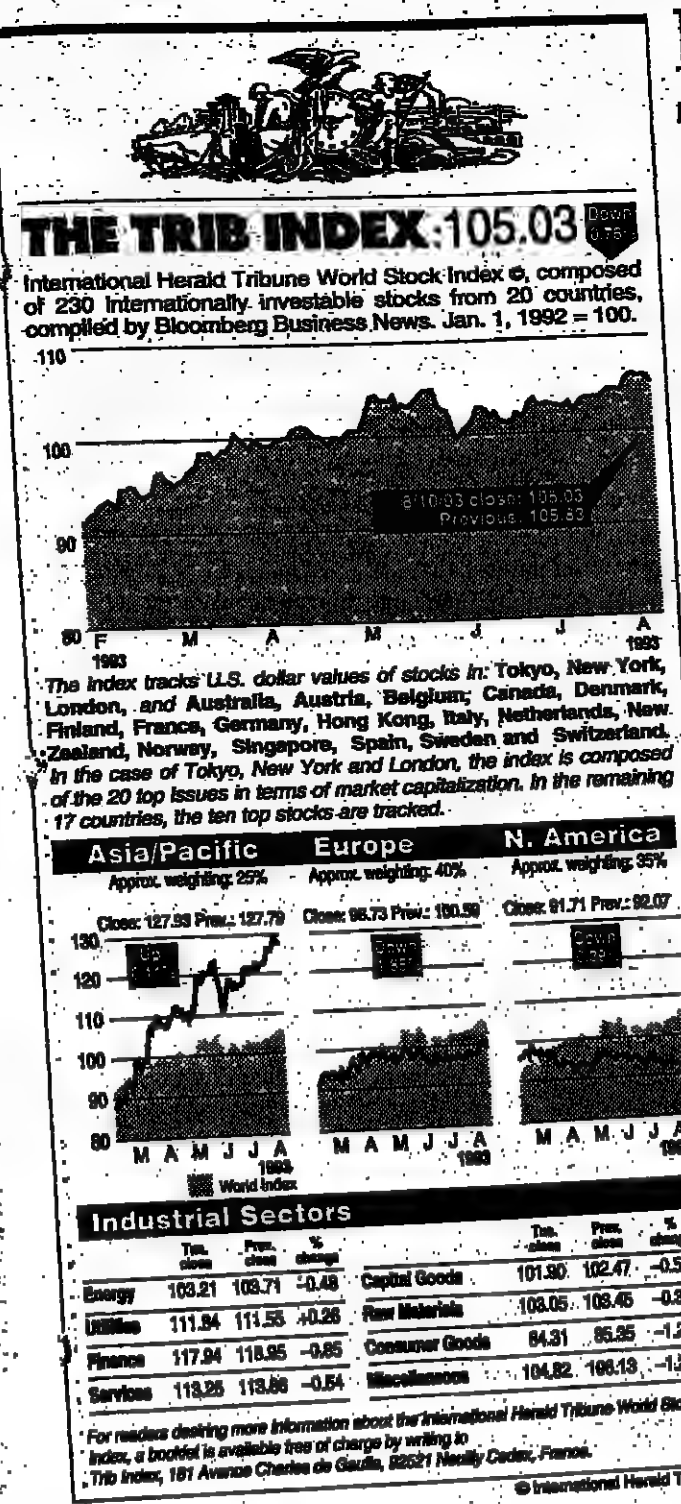 THE TRIB INDEX: 105.03 Down
International Herald Tribune World Stock Index ©, composed
of 230 internationally investable stocks from 20 countries,
compiled by Bloomberg Business News. Jan. 1, 1992 = 100.
110
100
90
80
close: 105.03
Previous: 105.83
F M A M J J A
1993 1993
The index tracks U.S. dollar values of stocks in: Tokyo, New York,
London, and Australia, Austria, Belgium, Canada, Denmark,
Finland, France, Germany, Hong Kong, Italy, Netherlands, New
Zealand, Norway, Singapore, Spain, Sweden and Switzerland.
In the case of Tokyo, New York and London, the index is composed
of the 20 top issues in terms of market capitalization. In the remaining
17 countries, the ten top stocks are tracked.
Asia/Pacific Europe N. America
Approx. weighting: 25% Approx. weighting: 40% Approx. weighting: 35%
Close: 127.93 Prev.: 127.79 Close: 98.73 Prev.: 100.59 Close: 91.71 Prev.: 92.07
Up Down Down
130
120
110
100
90
80
M A M J J A M A M J J A M A M J J A
1993 1993
World Index
Industrial Sectors
Tue. close Prev. close % change Tue. close Prev. close %
Energy 103.21 103.71 -0.48 Capital Goods 101.90 102.47
Utilities 111.84 111.55 +0.26 Raw Materials 103.05 103.45
Finance 117.94 118.95 -0.85 Consumer Goods 84.31 85.35
Services 113.25 113.86 -0.54 Miscellaneous 104.82 106.13
For readers desiring more information about the International Herald Tribune World
Index, a booklet is available free of charge by writing to
Trib Index, 181 Avenue Charles de Gaulle, 92521 Neuilly Cedex, France.
© International Herald